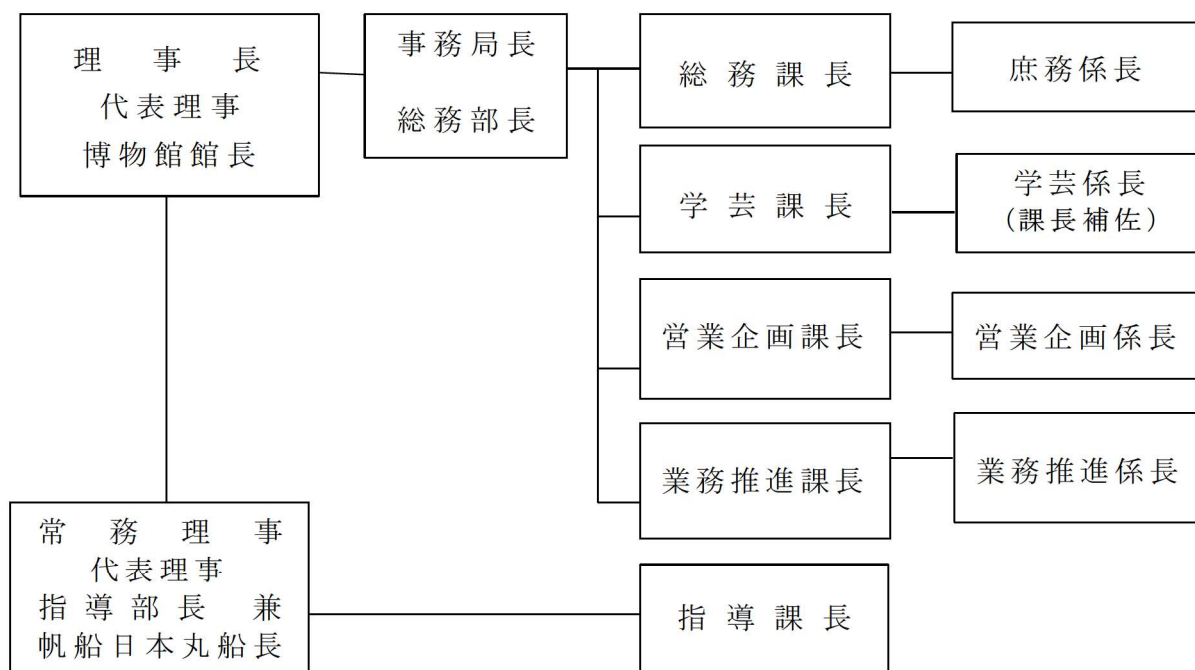 理事長
代表理事
博物館館長
事務局長
総務部長
総務課長
庶務係長
学芸課長
学芸係長
(課長補佐)
営業企画課長
営業企画係長
業務推進課長
業務推進係長
常務理事
代表理事
指導部長 兼
帆船日本丸船長
指導課長